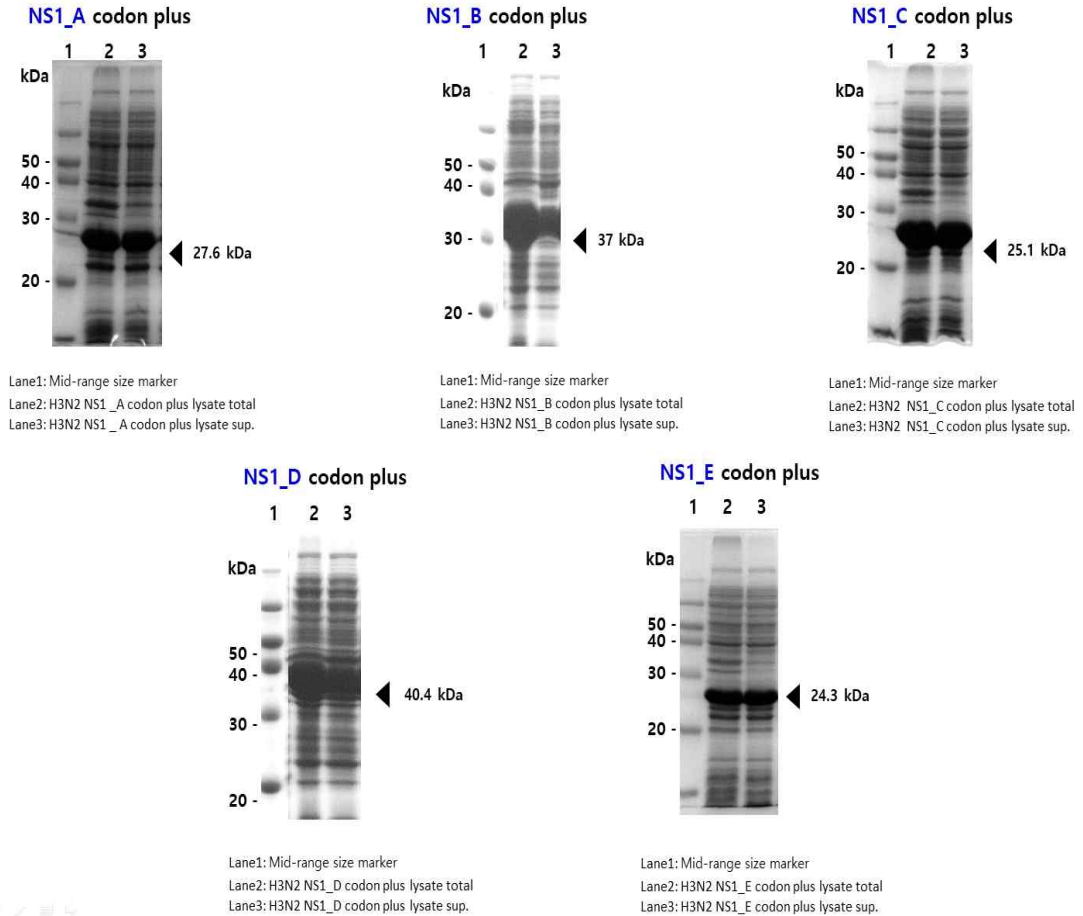 NS1_A codon plus
1 2 3
kDa
50 -
40 -
30 -
20 -
27.6 kDa
Lane1: Mid-range size marker
Lane2: H3N2 NS1 _A codon plus lysate total
Lane3: H3N2 NS1 _ A codon plus lysate sup.
NS1_B codon plus
1 2 3
kDa
50 -
40 -
30 -
20 -
37 kDa
Lane1: Mid-range size marker
Lane2: H3N2 NS1_B codon plus lysate total
Lane3: H3N2 NS1_B codon plus lysate sup.
NS1_C codon plus
1 2 3
kDa
50 -
40 -
30 -
20 -
25.1 kDa
Lane1: Mid-range size marker
Lane2: H3N2 NS1_C codon plus lysate total
Lane3: H3N2 NS1_C codon plus lysate sup.
NS1_D codon plus
1 2 3
kDa
50 -
40 -
30 -
20 -
40.4 kDa
Lane1: Mid-range size marker
Lane2: H3N2 NS1_D codon plus lysate total
Lane3: H3N2 NS1_D codon plus lysate sup.
NS1_E codon plus
1 2 3
kDa
50 -
40 -
30 -
20 -
24.3 kDa
Lane1: Mid-range size marker
Lane2: H3N2 NS1_E codon plus lysate total
Lane3: H3N2 NS1_E codon plus lysate sup.